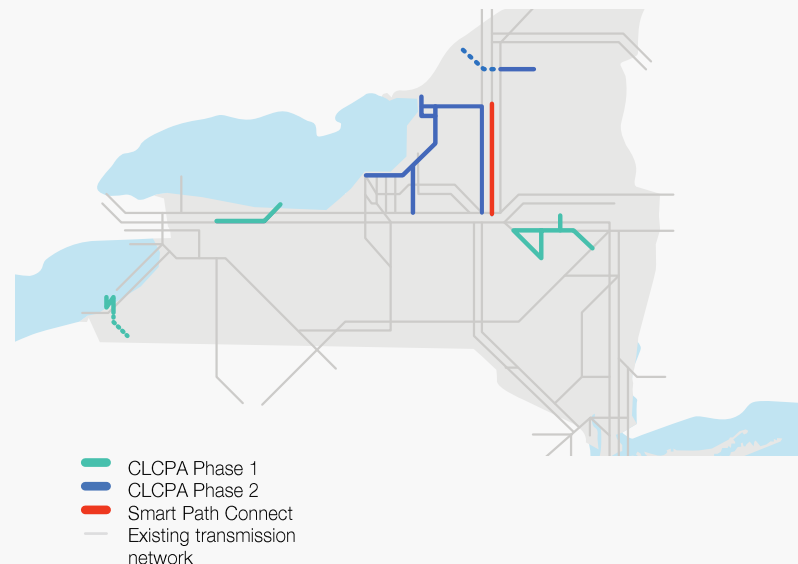 CLCPA Phase 1
CLCPA Phase 2
Smart Path Connect
Existing transmission
network